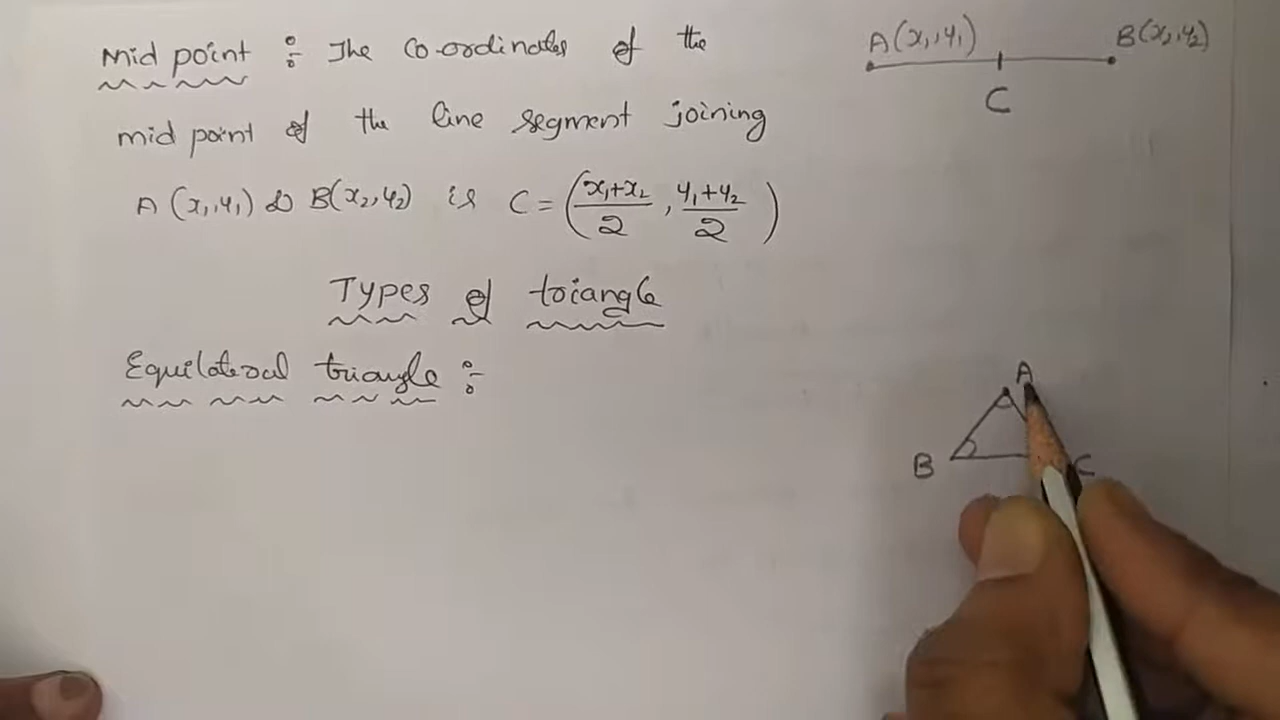 Mid point :- The Co-ordinates of the
mid point of the line segment joining
A (x₁,y₁) & B(x₂,y₂) is C = (x₁+x₂/2, y₁+y₂/2)
A(x₁,y₁) B(x₂,y₂)
C
Types of triangle
Equilateral triangle :-
A
B C